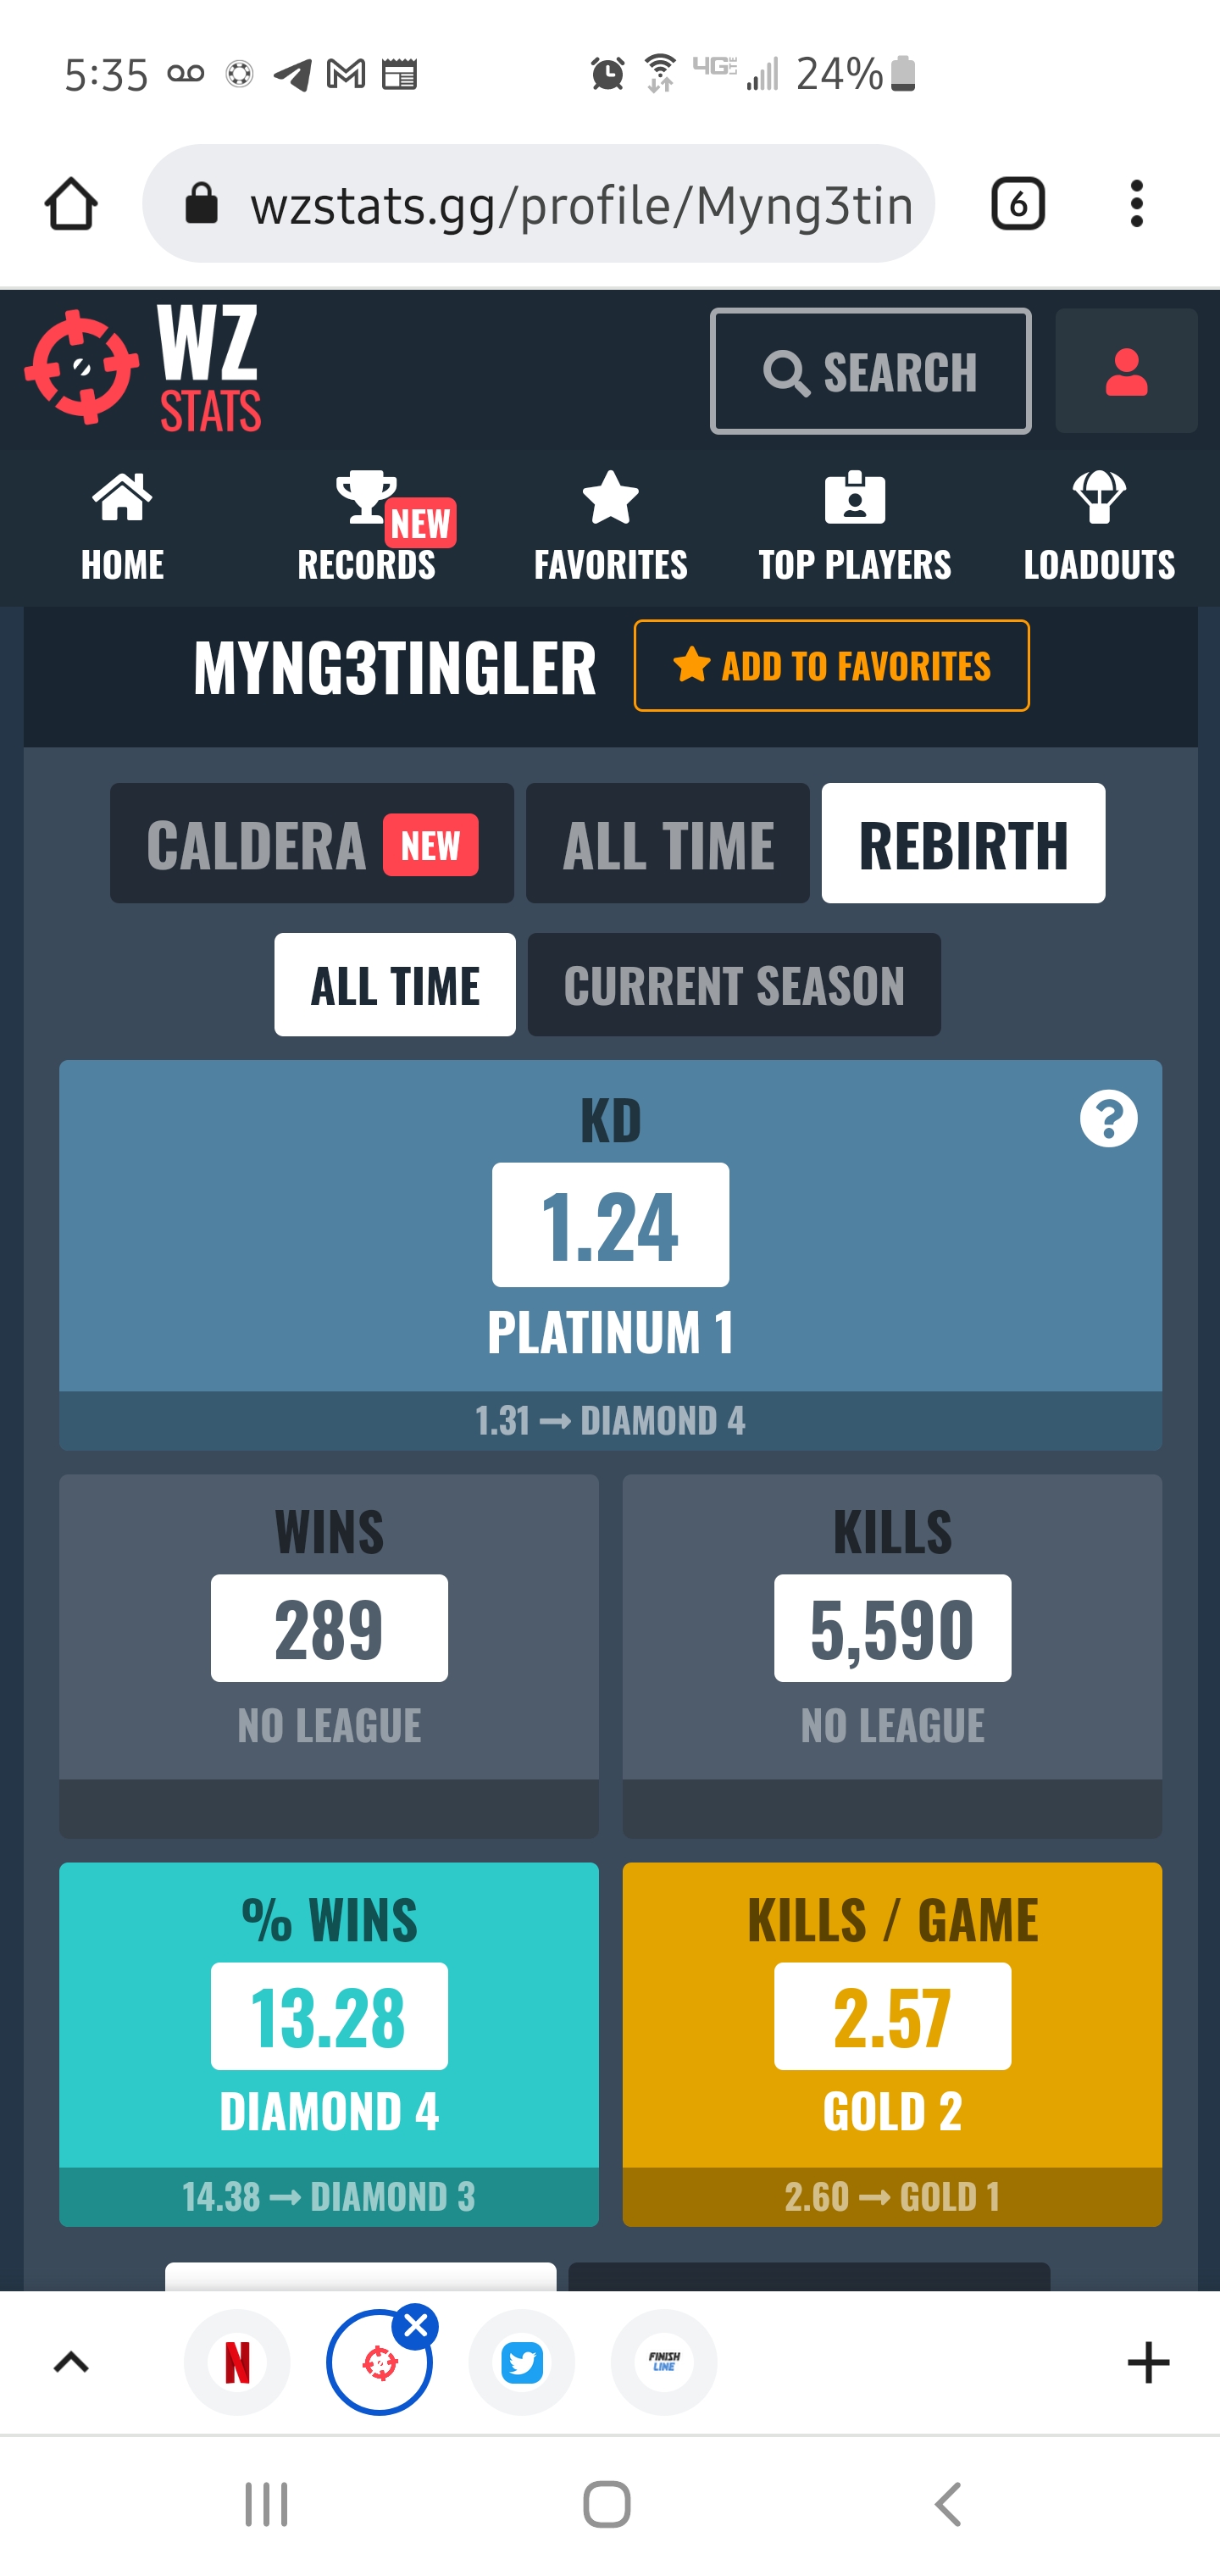 5:35 4G LTE 24%
wzstats.gg/profile/Myng3tin 6
WZ
STATS
SEARCH
NEW
HOME RECORDS FAVORITES TOP PLAYERS LOADOUTS
MYNG3TINGLER ADD TO FAVORITES
CALDERA NEW ALL TIME REBIRTH
ALL TIME CURRENT SEASON
KD ?
1.24
PLATINUM 1
1.31 → DIAMOND 4
WINS KILLS
289 5,590
NO LEAGUE NO LEAGUE
% WINS KILLS / GAME
13.28 2.57
DIAMOND 4 GOLD 2
14.38 → DIAMOND 3 2.60 → GOLD 1
N FINISH
LINE